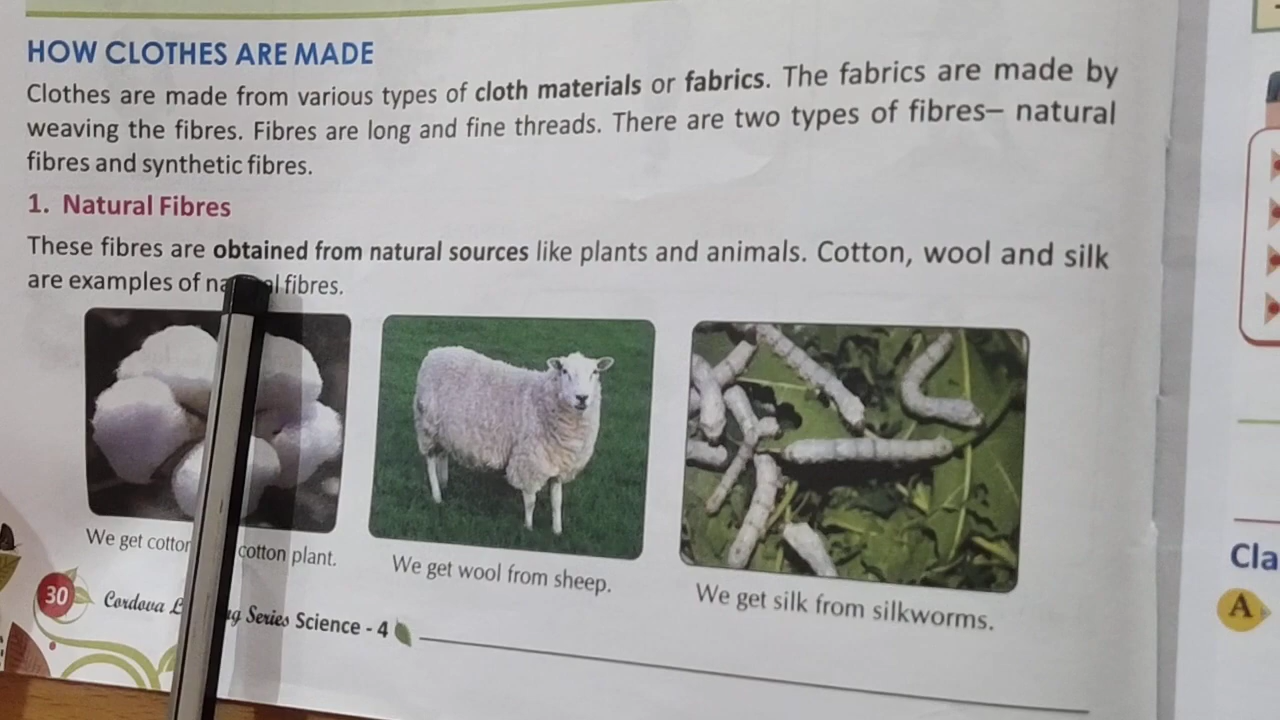 HOW CLOTHES ARE MADE
Clothes are made from various types of cloth materials or fabrics. The fabrics are made by
weaving the fibres. Fibres are long and fine threads. There are two types of fibres– natural
fibres and synthetic fibres.
1. Natural Fibres
These fibres are obtained from natural sources like plants and animals. Cotton, wool and silk
are examples of fibres.
We get cotton plant.
We get wool from sheep.
We get silk from silkworms.
30
Cordova Series Science - 4
Cla
A